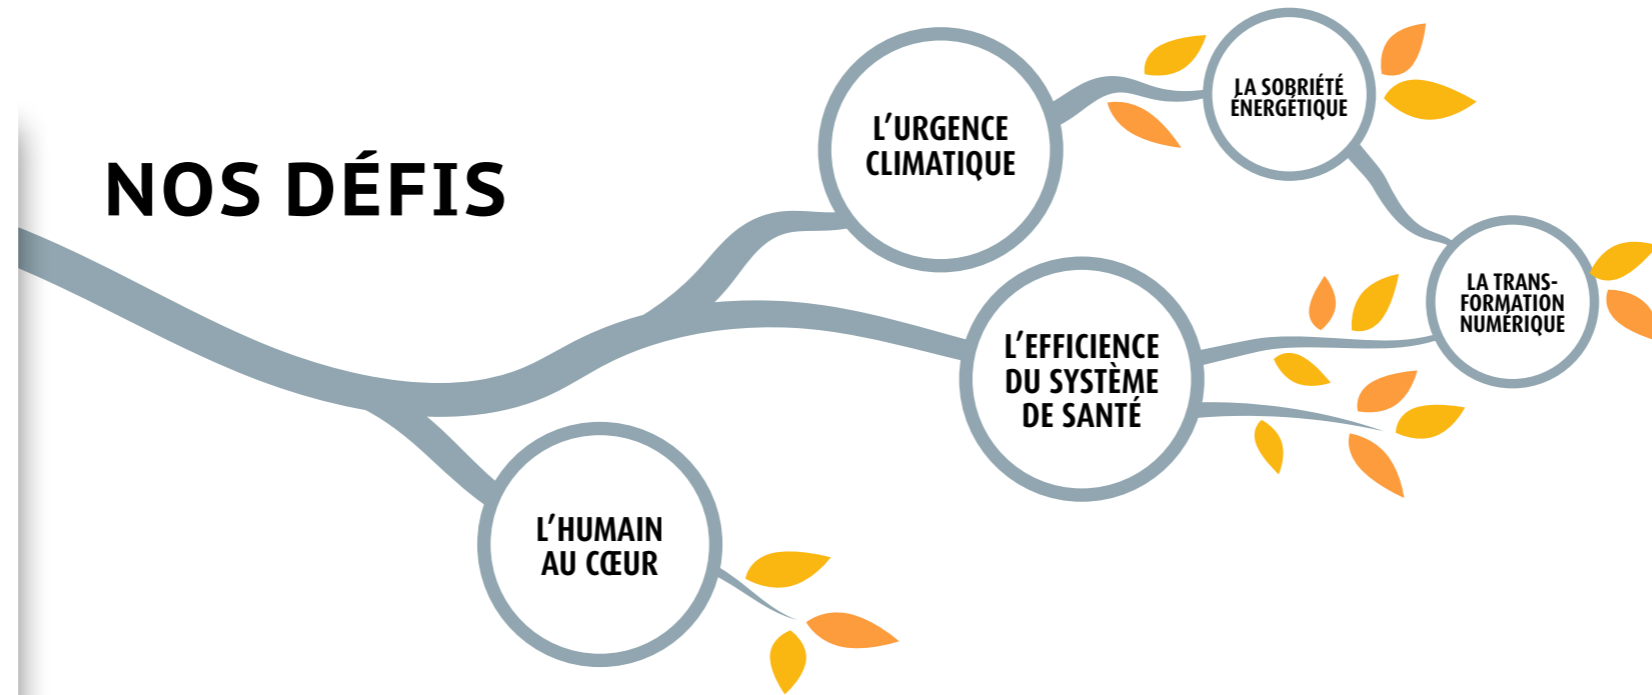 NOS DÉFIS
L'URGENCE
CLIMATIQUE
LA SOBRIÉTÉ
ÉNERGÉTIQUE
LA TRANS-
FORMATION
NUMÉRIQUE
L'EFFICIENCE
DU SYSTÈME
DE SANTÉ
L'HUMAIN
AU CŒUR